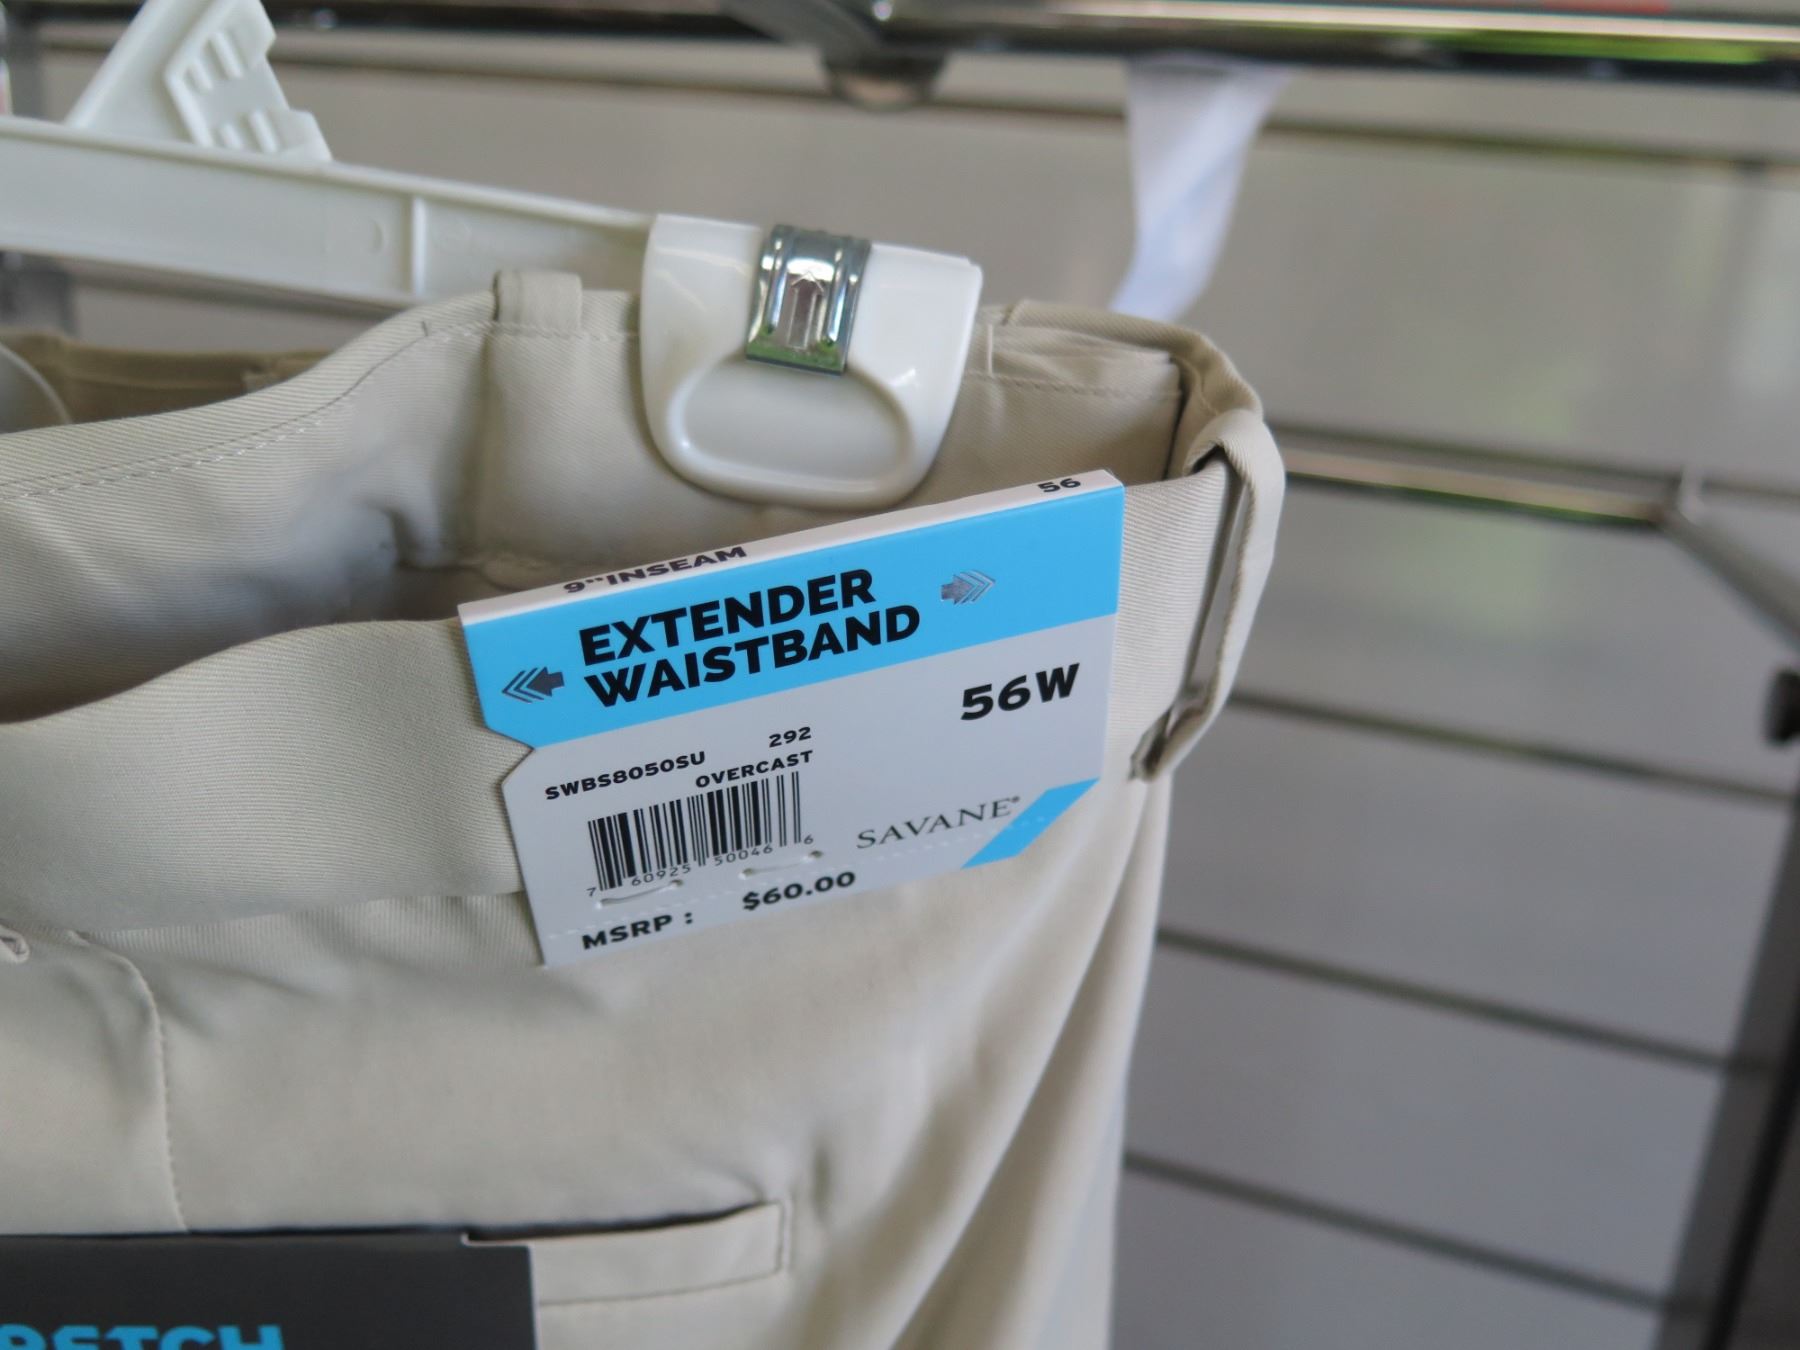 56
9" INSEAM
EXTENDER
WAISTBAND
56W
SWBS8050SU 292
OVERCAST
7 60925 50046 6
SAVANE®
MSRP : $60.00